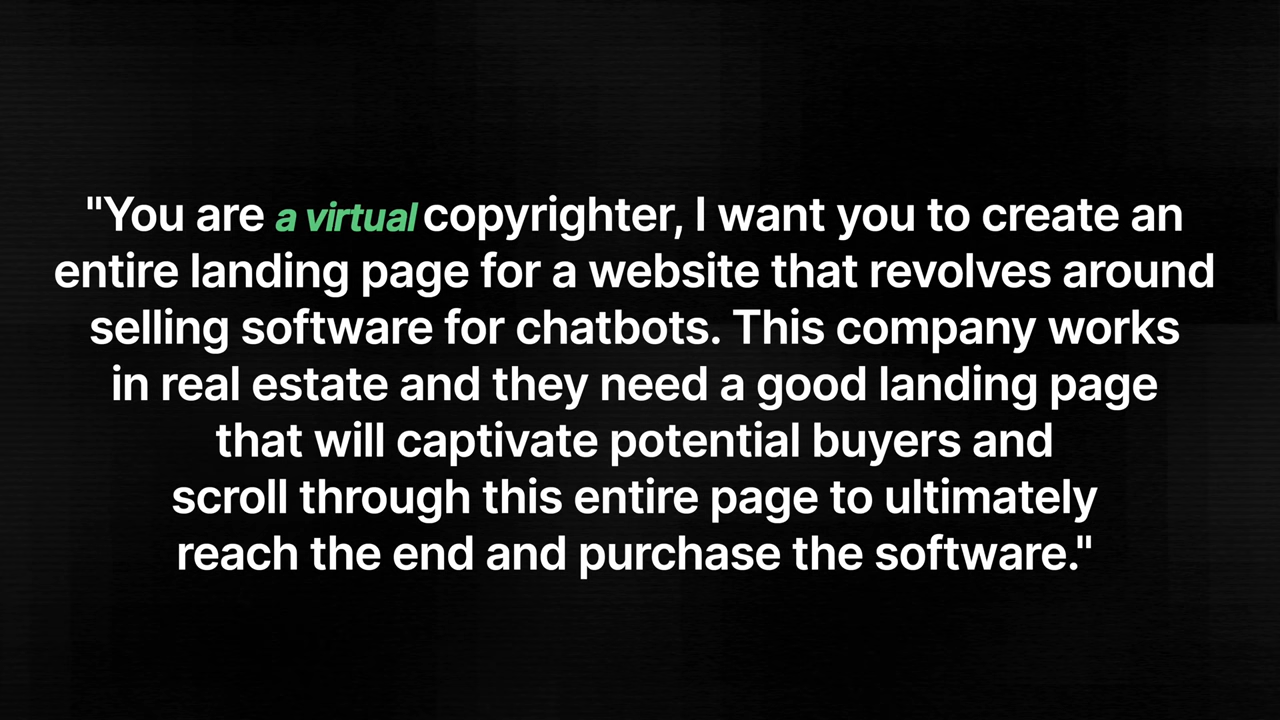 "You are a virtual copyrighter, I want you to create an
entire landing page for a website that revolves around
selling software for chatbots. This company works
in real estate and they need a good landing page
that will captivate potential buyers and
scroll through this entire page to ultimately
reach the end and purchase the software."